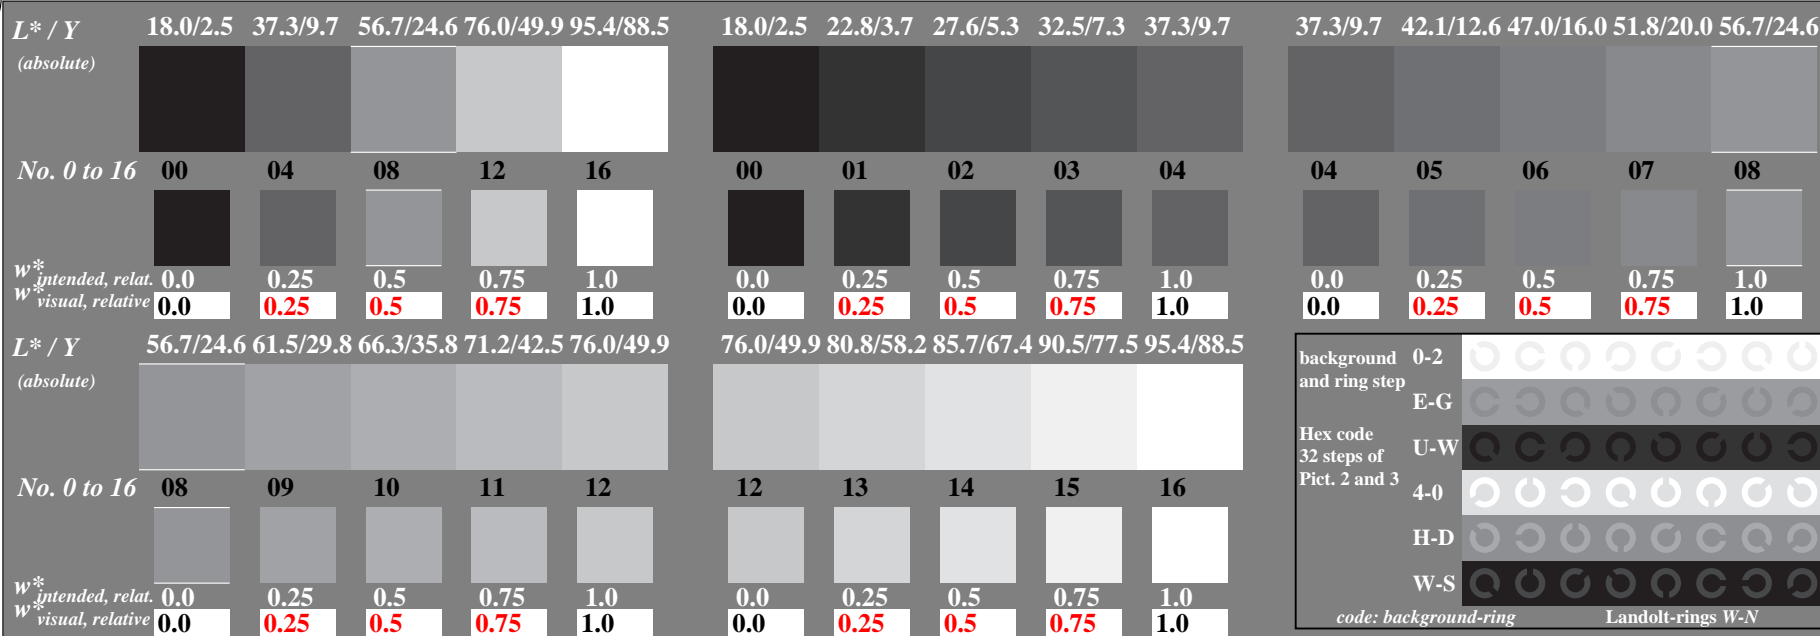 L* / Y 18.0/2.5 37.3/9.7 56.7/24.6 76.0/49.9 95.4/88.5 18.0/2.5 22.8/3.7 27.6/5.3 32.5/7.3 37.3/9.7 37.3/9.7 42.1/12.6 47.0/16.0 51.8/20.0 56.7/24.6
(absolute)
No. 0 to 16 00 04 08 12 16 00 01 02 03 04 04 05 06 07 08
w* intended, relat. 0.0 0.25 0.5 0.75 1.0 0.0 0.25 0.5 0.75 1.0 0.0 0.25 0.5 0.75 1.0
w* visual, relative 0.0 0.25 0.5 0.75 1.0 0.0 0.25 0.5 0.75 1.0 0.0 0.25 0.5 0.75 1.0
L* / Y 56.7/24.6 61.5/29.8 66.3/35.8 71.2/42.5 76.0/49.9 76.0/49.9 80.8/58.2 85.7/67.4 90.5/77.5 95.4/88.5
(absolute)
No. 0 to 16 08 09 10 11 12 12 13 14 15 16
w* intended, relat. 0.0 0.25 0.5 0.75 1.0 0.0 0.25 0.5 0.75 1.0
w* visual, relative 0.0 0.25 0.5 0.75 1.0 0.0 0.25 0.5 0.75 1.0
background 0-2
and ring step
E-G
Hex code
U-W
32 steps of
Pict. 2 and 3
4-0
H-D
W-S
code: background-ring Landolt-rings W-N